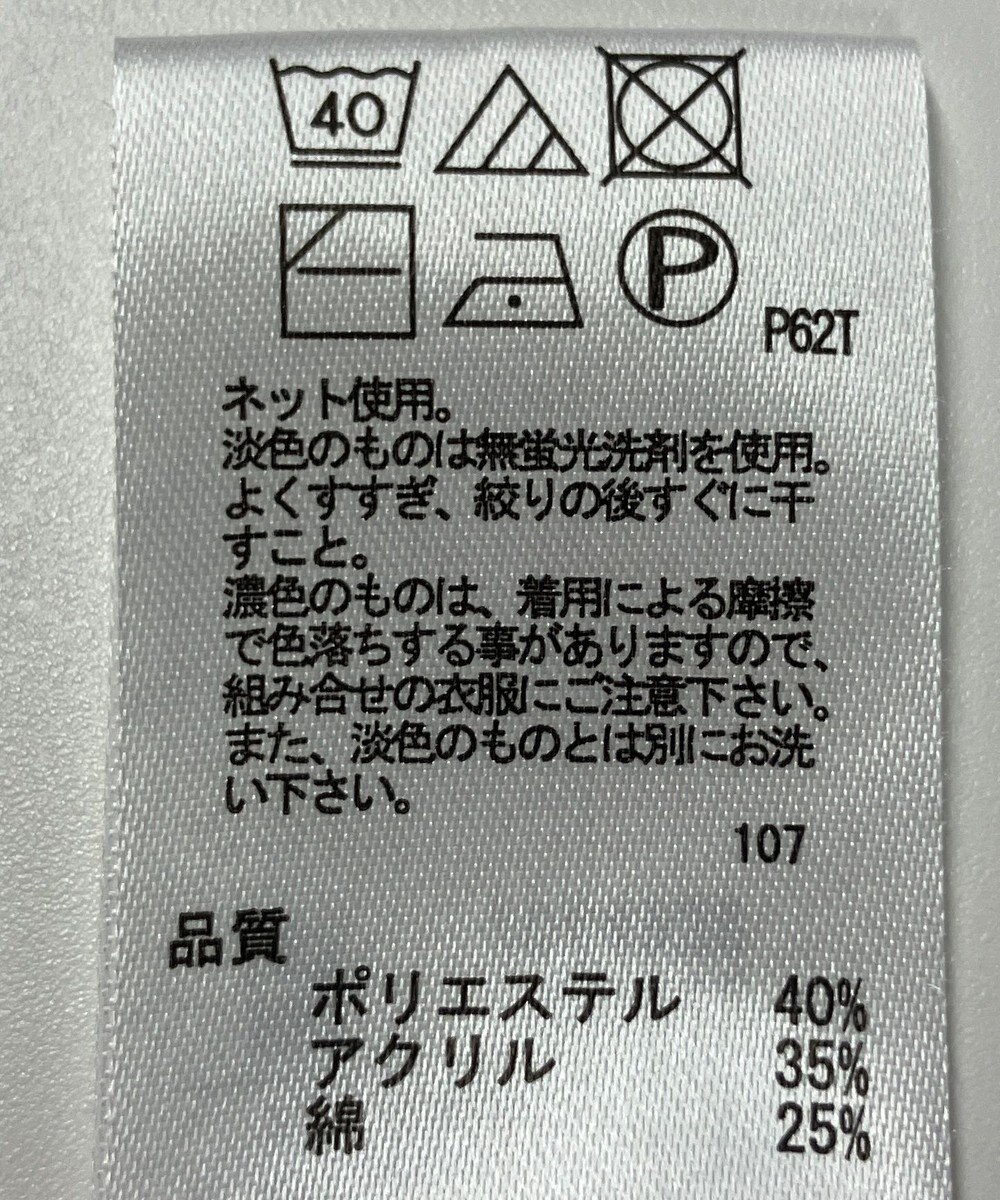 40
P
P62T
ネット使用。
淡色のものは無蛍光洗剤を使用。
よくすすぎ、絞りの後すぐに干
すこと。
濃色のものは、着用による摩擦
で色落ちする事がありますので、
組み合せの衣服にご注意下さい。
また、淡色のものとは別にお洗
い下さい。
107
品質
ポリエステル 40%
アクリル 35%
綿 25%